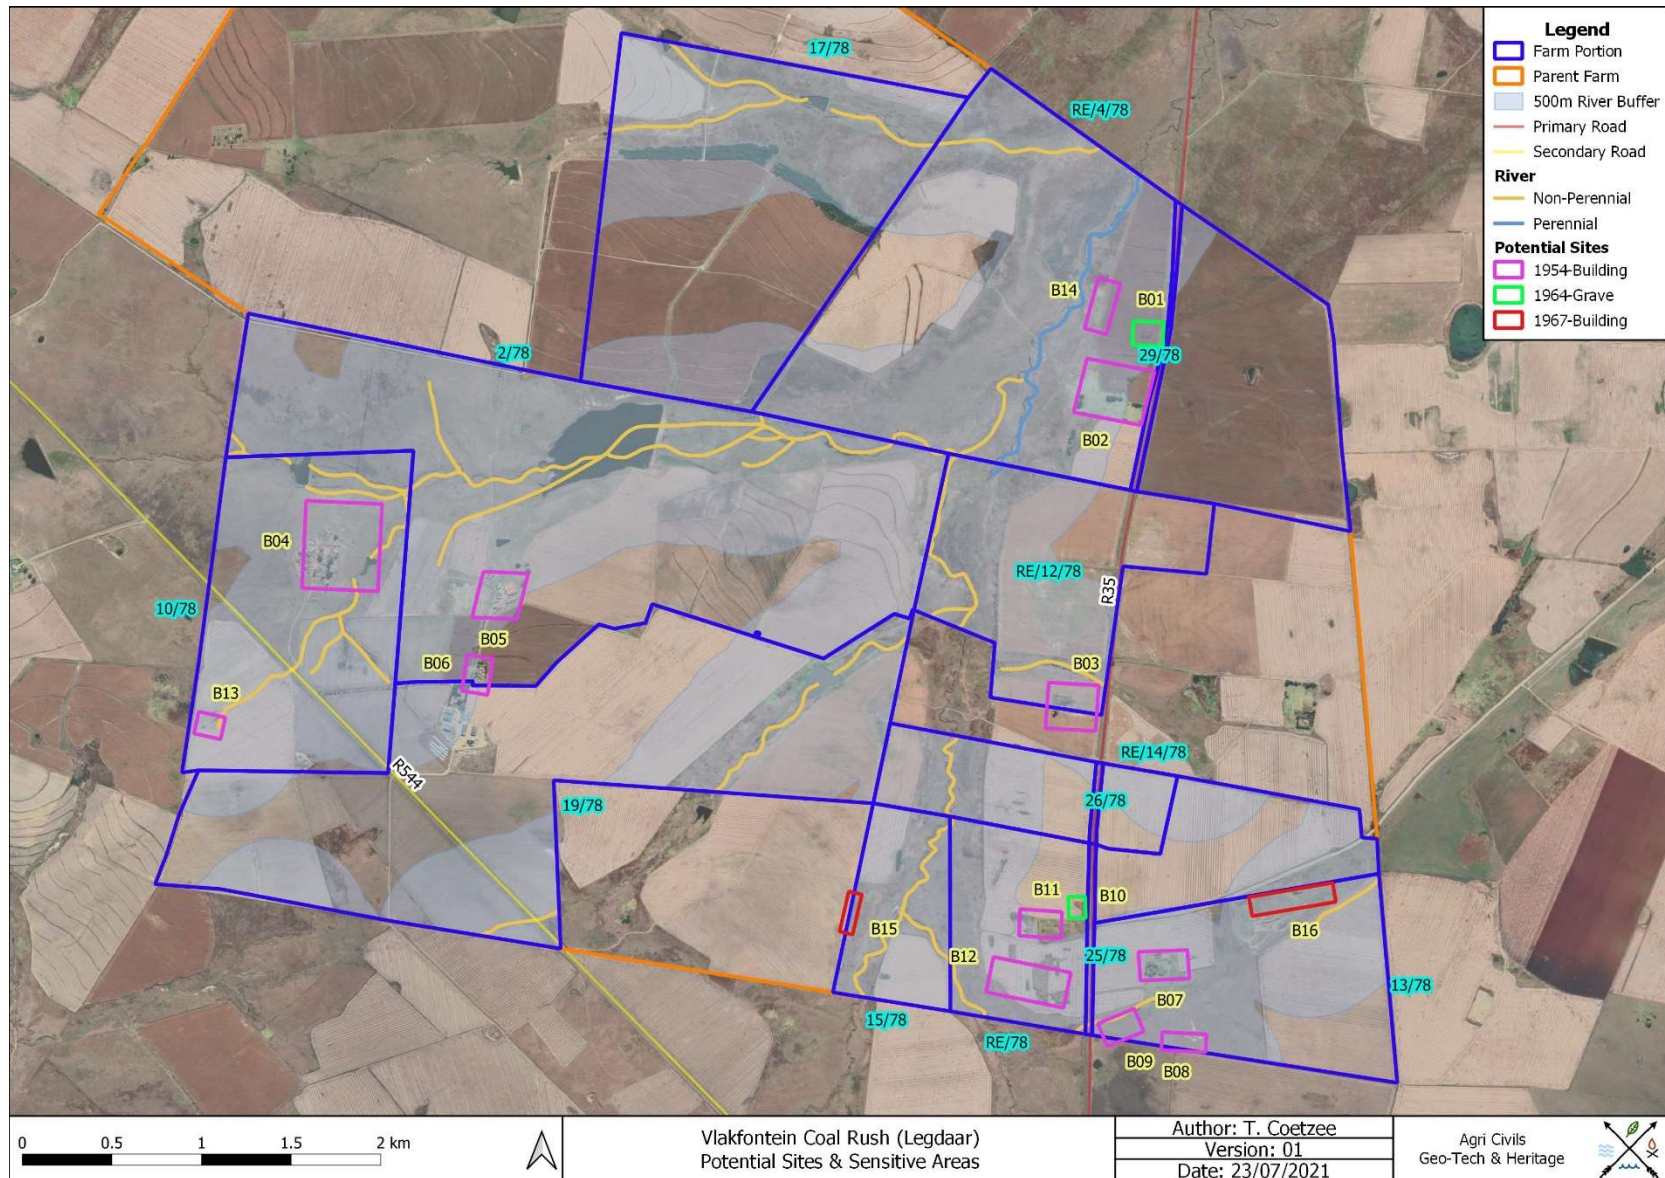 17/78
RE/4/78
Legend
Farm Portion
Parent Farm
500m River Buffer
Primary Road
Secondary Road
River
Non-Perennial
Perennial
Potential Sites
1954-Building
1964-Grave
1967-Building
B14
B01
2/78
29/78
B02
B04
RE/12/78
R35
10/78
B05
B06
B03
B13
RE/14/78
R544
19/78
26/78
B11
B10
B15
B16
B12
25/78
B07
13/78
15/78
RE/78
B09
B08
0 0.5 1 1.5 2 km
Vlakfontein Coal Rush (Legdaar)
Potential Sites & Sensitive Areas
Author: T. Coetzee
Version: 01
Date: 23/07/2021
Agri Civils
Geo-Tech & Heritage